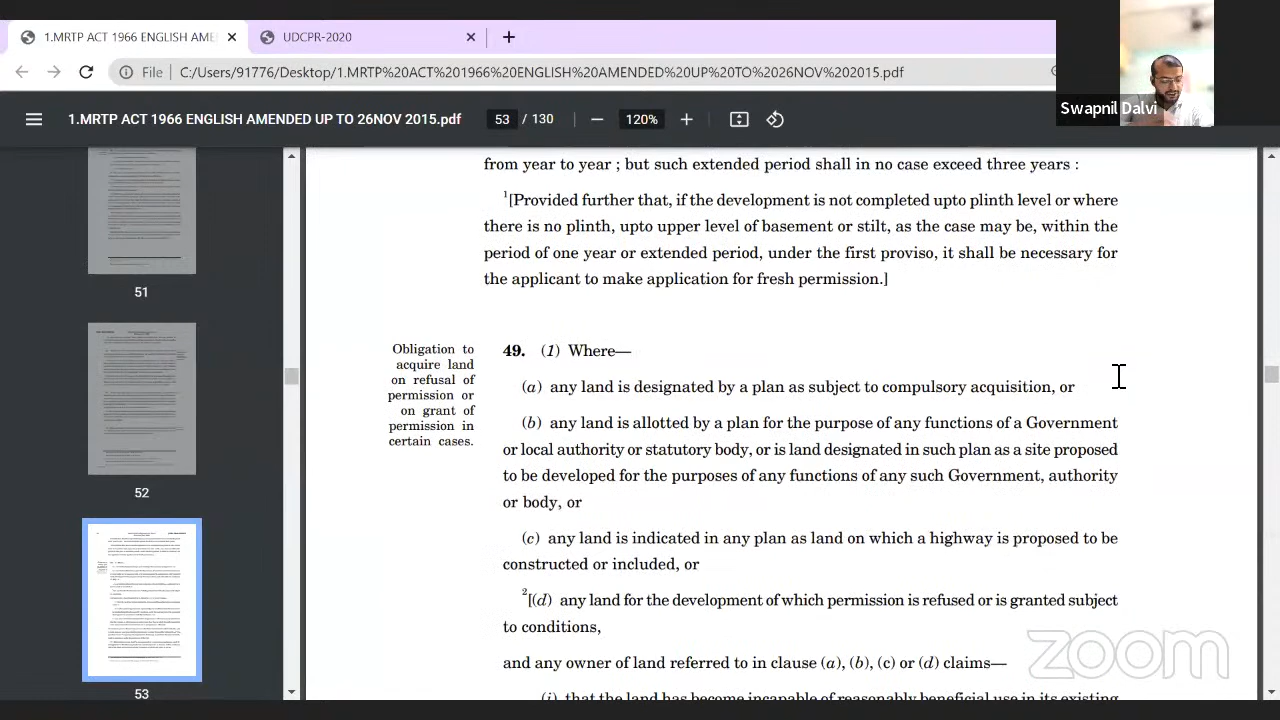 1.MRTP ACT 1966 ENGLISH AME
UDCPR-2020
File C:/Users/91776/Desktop/1.MRTP%20ACT%201966%20ENGLISH%20AMENDED%20UP%20TO%2026NOV%202015.pdf
Swapnil Dalvi
1.MRTP ACT 1966 ENGLISH AMENDED UP TO 26NOV 2015.pdf
53 / 130
120%
51
52
53
from year to year ; but such extended period shall in no case exceed three years :
1[Provided further that, if the development is not completed upto plinth level or where
there is no plinth, upto upper level of basement or stilt, as the case may be, within the
period of one year or extended period, under the first proviso, it shall be necessary for
the applicant to make application for fresh permission.]
Obligation to
acquire land
on refusal of
permission or
on grant of
permission in
certain cases.
49. (1) Where—
(a) any land is designated by a plan as subject to compulsory acquisition, or
(b) any land is allotted by a plan for the purpose of any functions of a Government
or local authority or statutory body, or is land designated in such plan as a site proposed
to be developed for the purposes of any functions of any such Government, authority
or body, or
(c) any land is indicated in any plan as land on which a highway is proposed to be
constructed or included, or
for the development of which permission is refused or is granted subject
to
and any owner of land referred to in clause (a), (b), (c) or (d) claims—
(i) that the land has become incapable of reasonably beneficial use in its existing
zoom